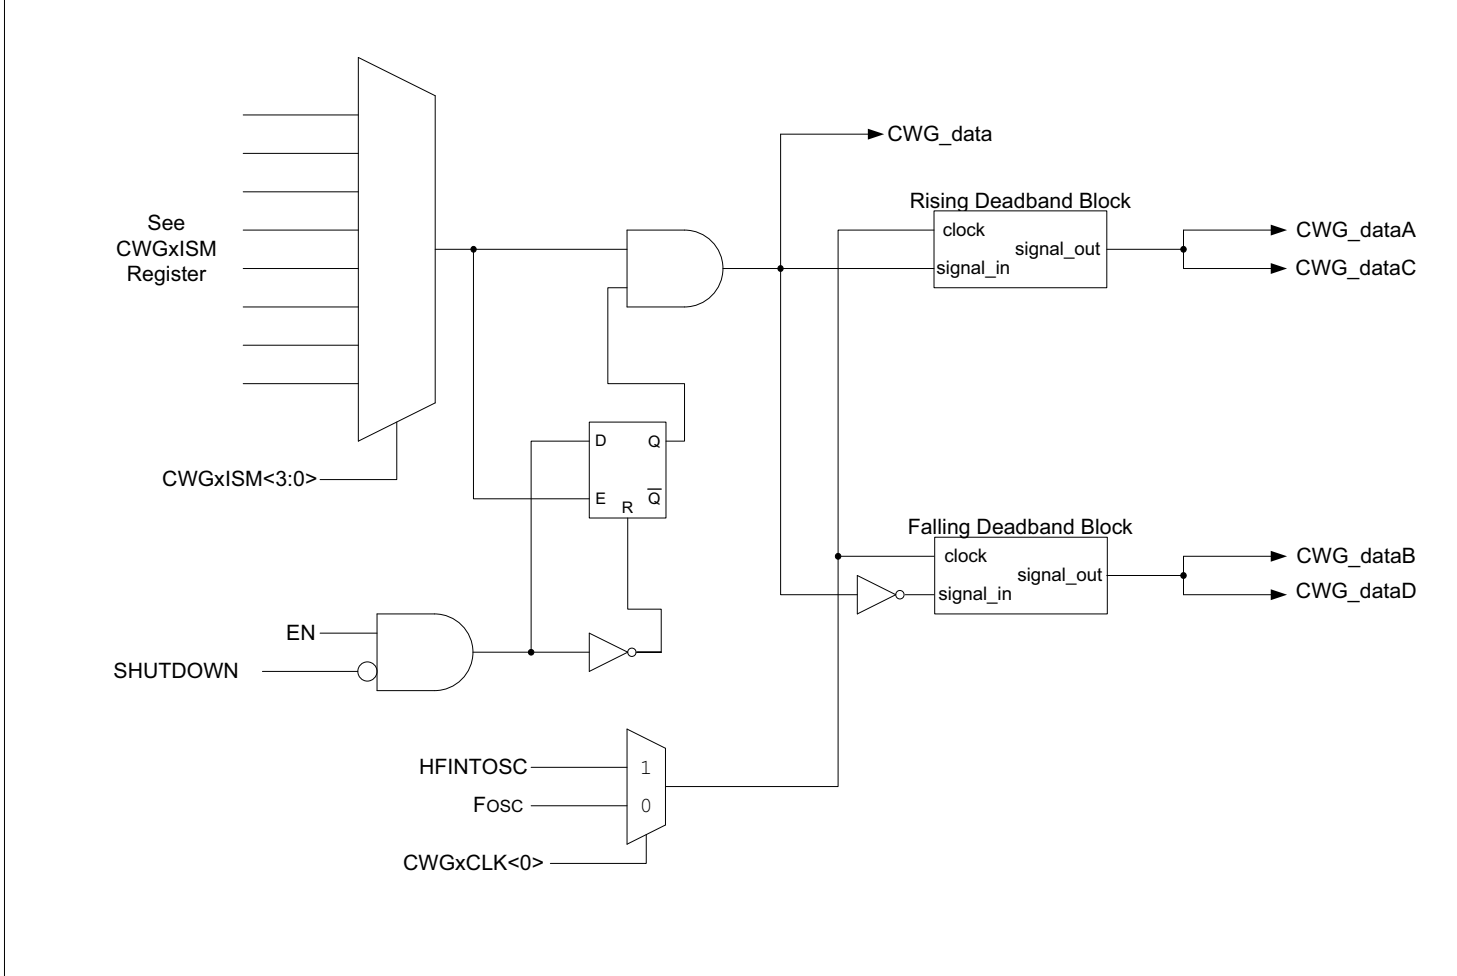 CWG_data
Rising Deadband Block
clock
signal_in
signal_out
CWG_dataA
CWG_dataC
See
CWGxISM
Register
CWGxISM<3:0>
D
Q
E
R
Q̅
Falling Deadband Block
clock
signal_in
signal_out
CWG_dataB
CWG_dataD
EN
SHUTDOWN
HFINTOSC
1
FOSC
0
CWGxCLK<0>